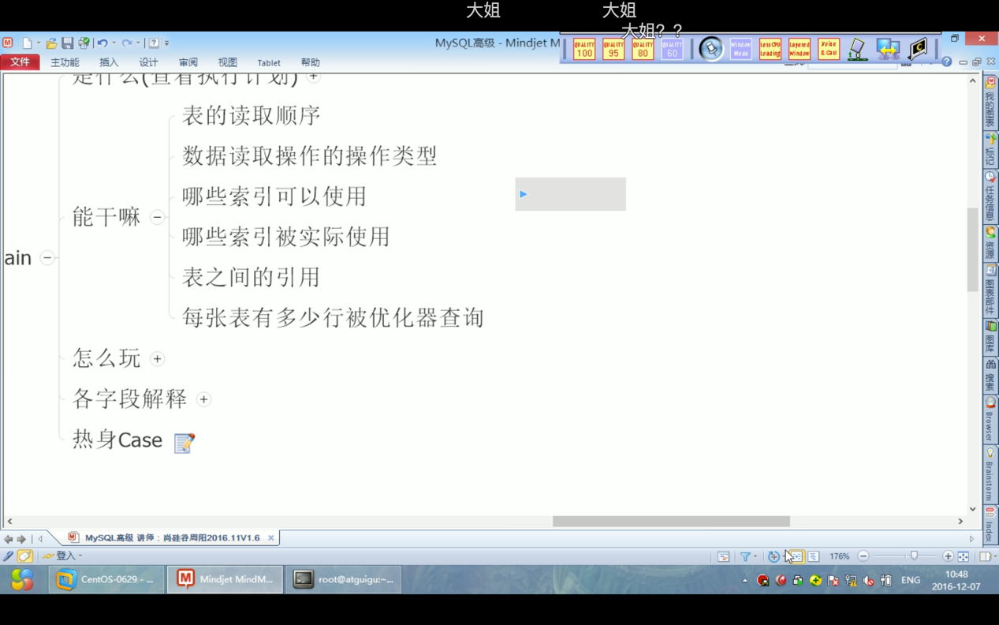 大姐 大姐
大姐？？
MySQL高级 - Mindjet M
QUALITY 100 QUALITY 95 QUALITY 80 QUALITY 60 Window Mode Less CPU Loading Layered Window
文件 主功能 插入 设计 审阅 视图 Tablet 帮助
是什么(查看执行计划)
表的读取顺序
数据读取操作的操作类型
哪些索引可以使用
能干嘛
哪些索引被实际使用
ain
表之间的引用
每张表有多少行被优化器查询
怎么玩
各字段解释
热身Case
我的图表
标记
任务信息
资源
图表部件
图库
搜索
Browser
Brainstorm
Index
MySQL高级 讲师：尚硅谷周阳2016.11V1.6
登入
176%
CentOS-0629 - ... Mindjet MindM... root@atguigu:~...
ENG
10:48
2016-12-07